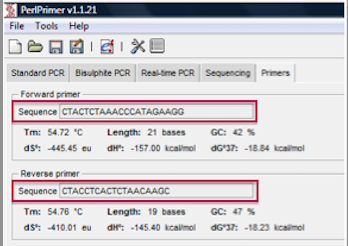 PerlPrimer v1.1.21
File Tools Help
Standard PCR Bisulphite PCR Real-time PCR Sequencing Primers
Forward primer
Sequence CTACTCTAAACCCATAGAAGG
Tm: 54.72 °C Length: 21 bases GC: 42 %
dS°: -445.45 eu dH°: -157.00 kcal/mol dG°37: -18.84 kcal/mol
Reverse primer
Sequence CTACCTCACTCTAACAAGC
Tm: 54.76 °C Length: 19 bases GC: 47 %
dS°: -410.01 eu dH°: -145.40 kcal/mol dG°37: -18.23 kcal/mol